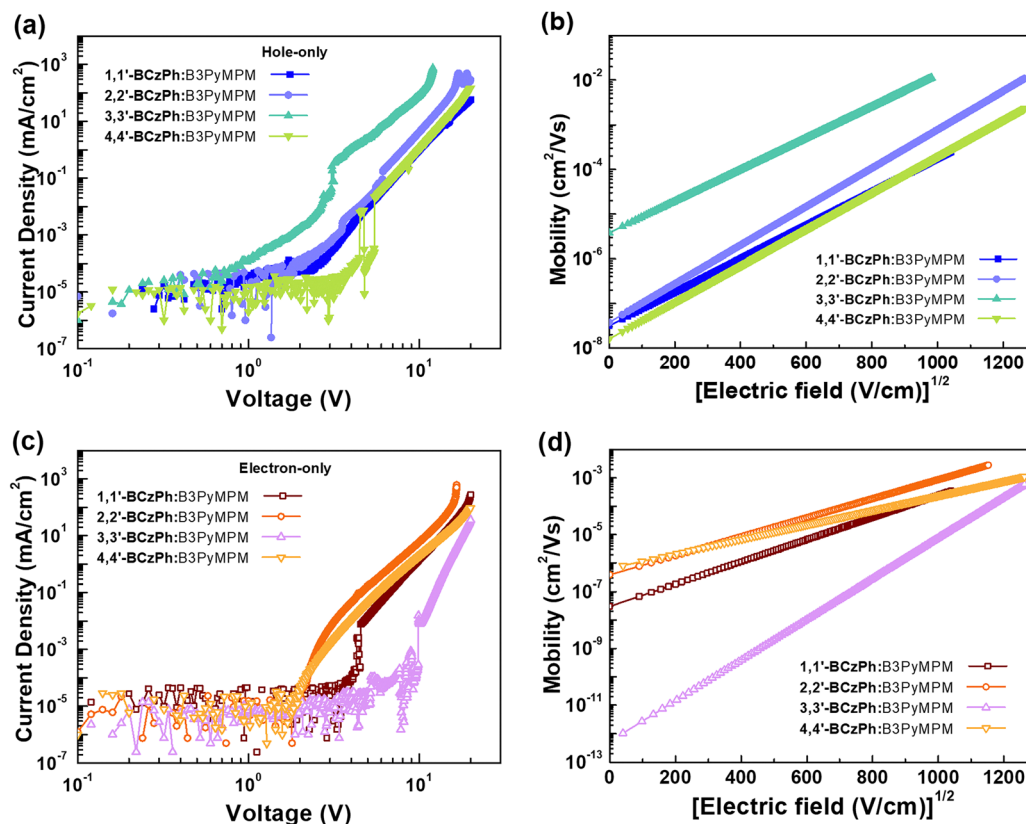 (a)
Current Density (mA/cm²)
10³
10¹
10⁻¹
10⁻³
10⁻⁵
10⁻⁷
Hole-only
1,1'-BCzPh:B3PyMPM
2,2'-BCzPh:B3PyMPM
3,3'-BCzPh:B3PyMPM
4,4'-BCzPh:B3PyMPM
10⁻¹ 10⁰ 10¹
Voltage (V)
(b)
Mobility (cm²/Vs)
10⁻²
10⁻⁴
10⁻⁶
10⁻⁸
1,1'-BCzPh:B3PyMPM
2,2'-BCzPh:B3PyMPM
3,3'-BCzPh:B3PyMPM
4,4'-BCzPh:B3PyMPM
0 200 400 600 800 1000 1200
[Electric field (V/cm)]¹/²
(c)
Current Density (mA/cm²)
10³
10¹
10⁻¹
10⁻³
10⁻⁵
10⁻⁷
Electron-only
1,1'-BCzPh:B3PyMPM
2,2'-BCzPh:B3PyMPM
3,3'-BCzPh:B3PyMPM
4,4'-BCzPh:B3PyMPM
10⁻¹ 10⁰ 10¹
Voltage (V)
(d)
Mobility (cm²/Vs)
10⁻³
10⁻⁵
10⁻⁷
10⁻⁹
10⁻¹¹
10⁻¹³
1,1'-BCzPh:B3PyMPM
2,2'-BCzPh:B3PyMPM
3,3'-BCzPh:B3PyMPM
4,4'-BCzPh:B3PyMPM
0 200 400 600 800 1000 1200
[Electric field (V/cm)]¹/²